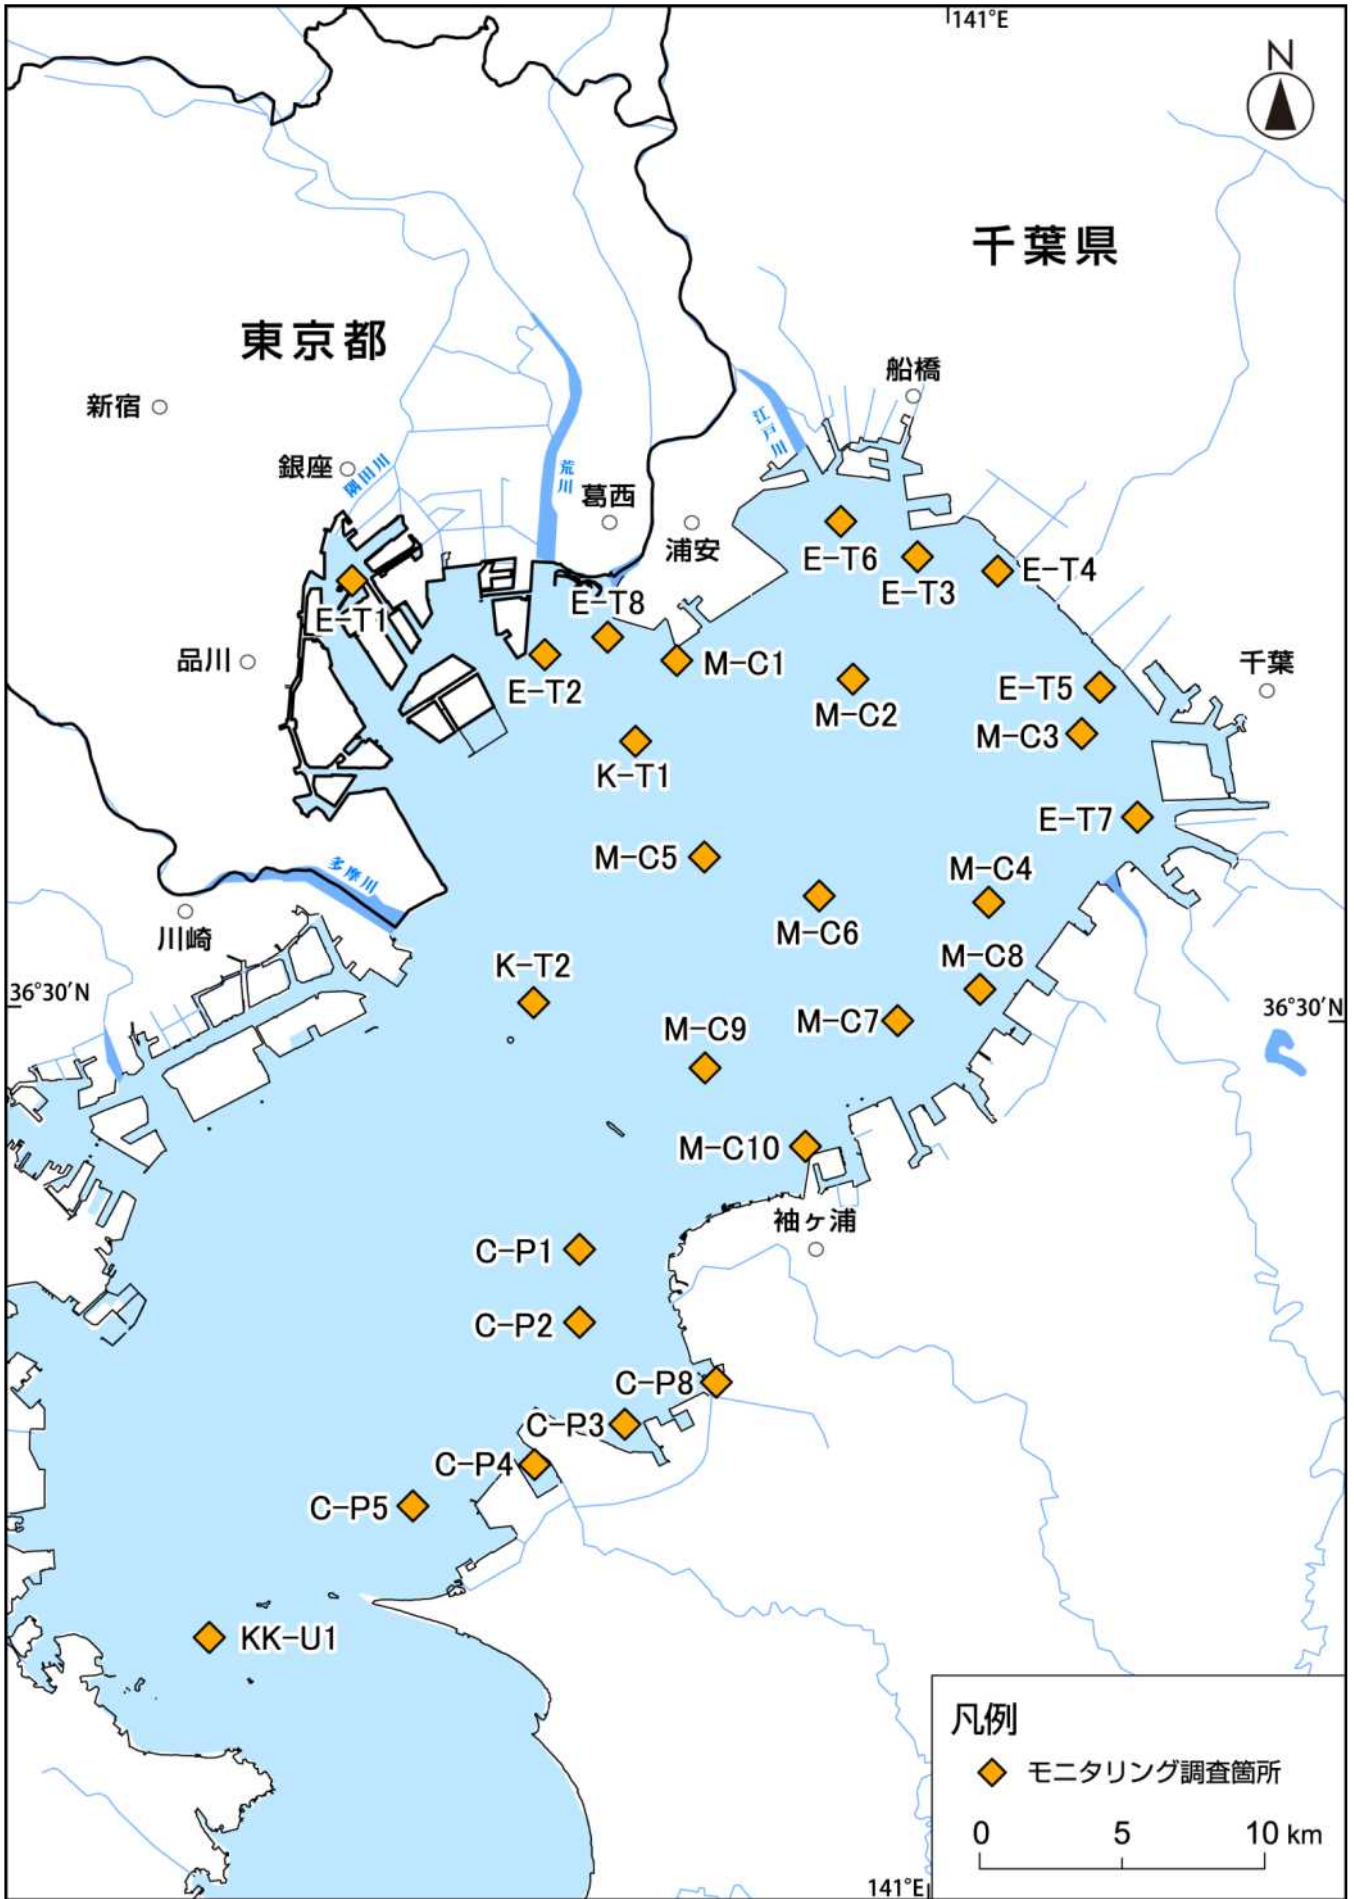 141°E
N
千葉県
東京都
船橋
新宿
江戸川
銀座
隅田川
荒川
葛西
浦安
E-T6
E-T3
E-T4
E-T1
E-T8
品川
M-C1
千葉
E-T2
M-C2
E-T5
M-C3
K-T1
E-T7
M-C5
多摩川
M-C4
川崎
M-C6
K-T2
M-C8
36°30′N
36°30′N
M-C9
M-C7
M-C10
袖ヶ浦
C-P1
C-P2
C-P8
C-P3
C-P4
C-P5
KK-U1
凡例
モニタリング調査箇所
0 5 10 km
141°E